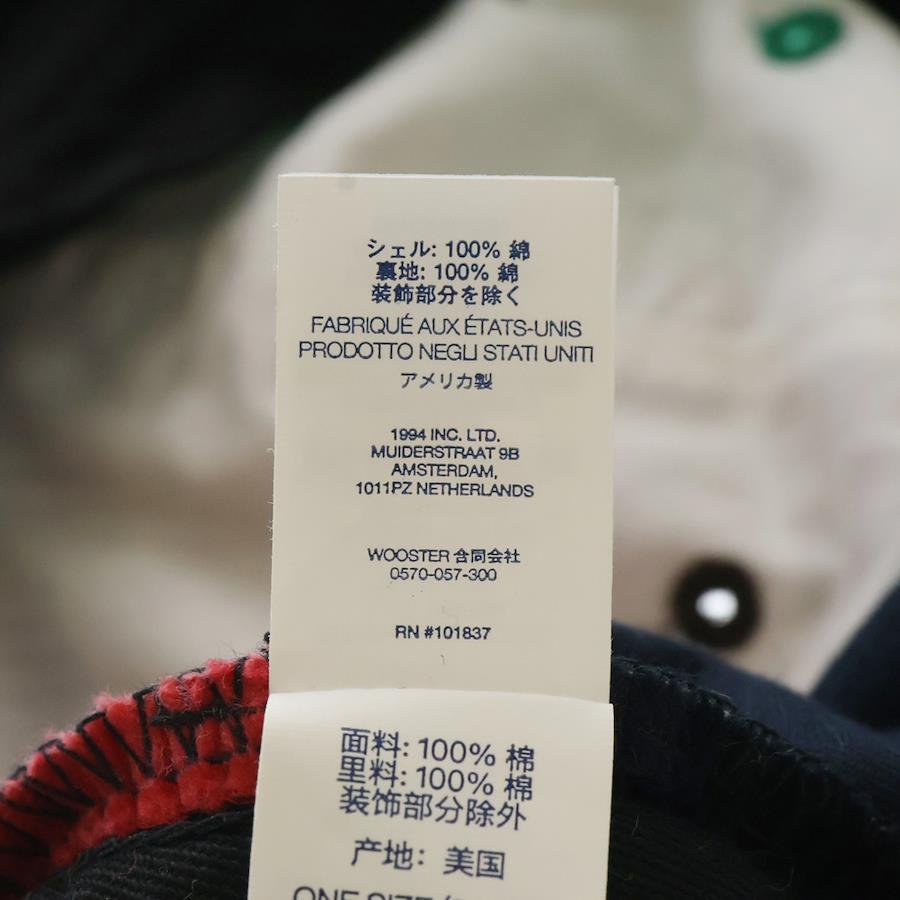 シェル: 100% 綿
裏地: 100% 綿
装飾部分を除く
FABRIQUÉ AUX ÉTATS-UNIS
PRODOTTO NEGLI STATI UNITI
アメリカ製
1994 INC. LTD.
MUIDERSTRAAT 9B
AMSTERDAM,
1011PZ NETHERLANDS
WOOSTER 合同会社
0570-057-300
RN #101837
面料: 100% 棉
里料: 100% 棉
装饰部分除外
产地: 美国
ONE SIZE